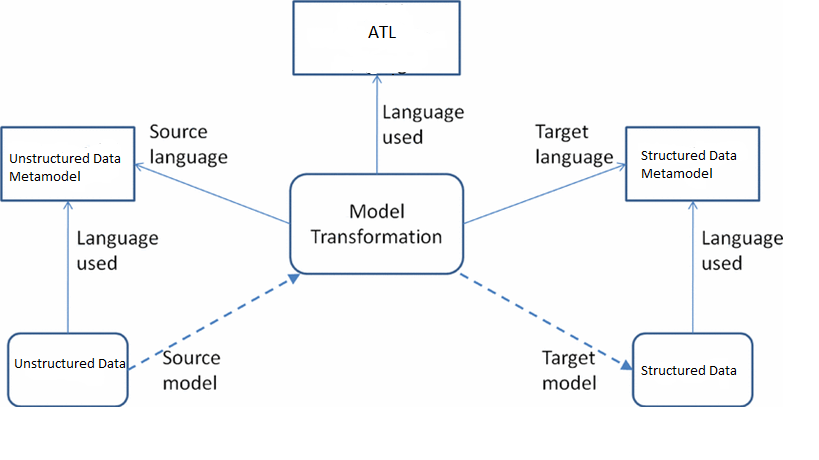 ATL
Language
used
Source
language
Target
language
Unstructured Data
Metamodel
Structured Data
Metamodel
Model
Transformation
Language
used
Language
used
Unstructured Data
Source
model
Target
model
Structured Data